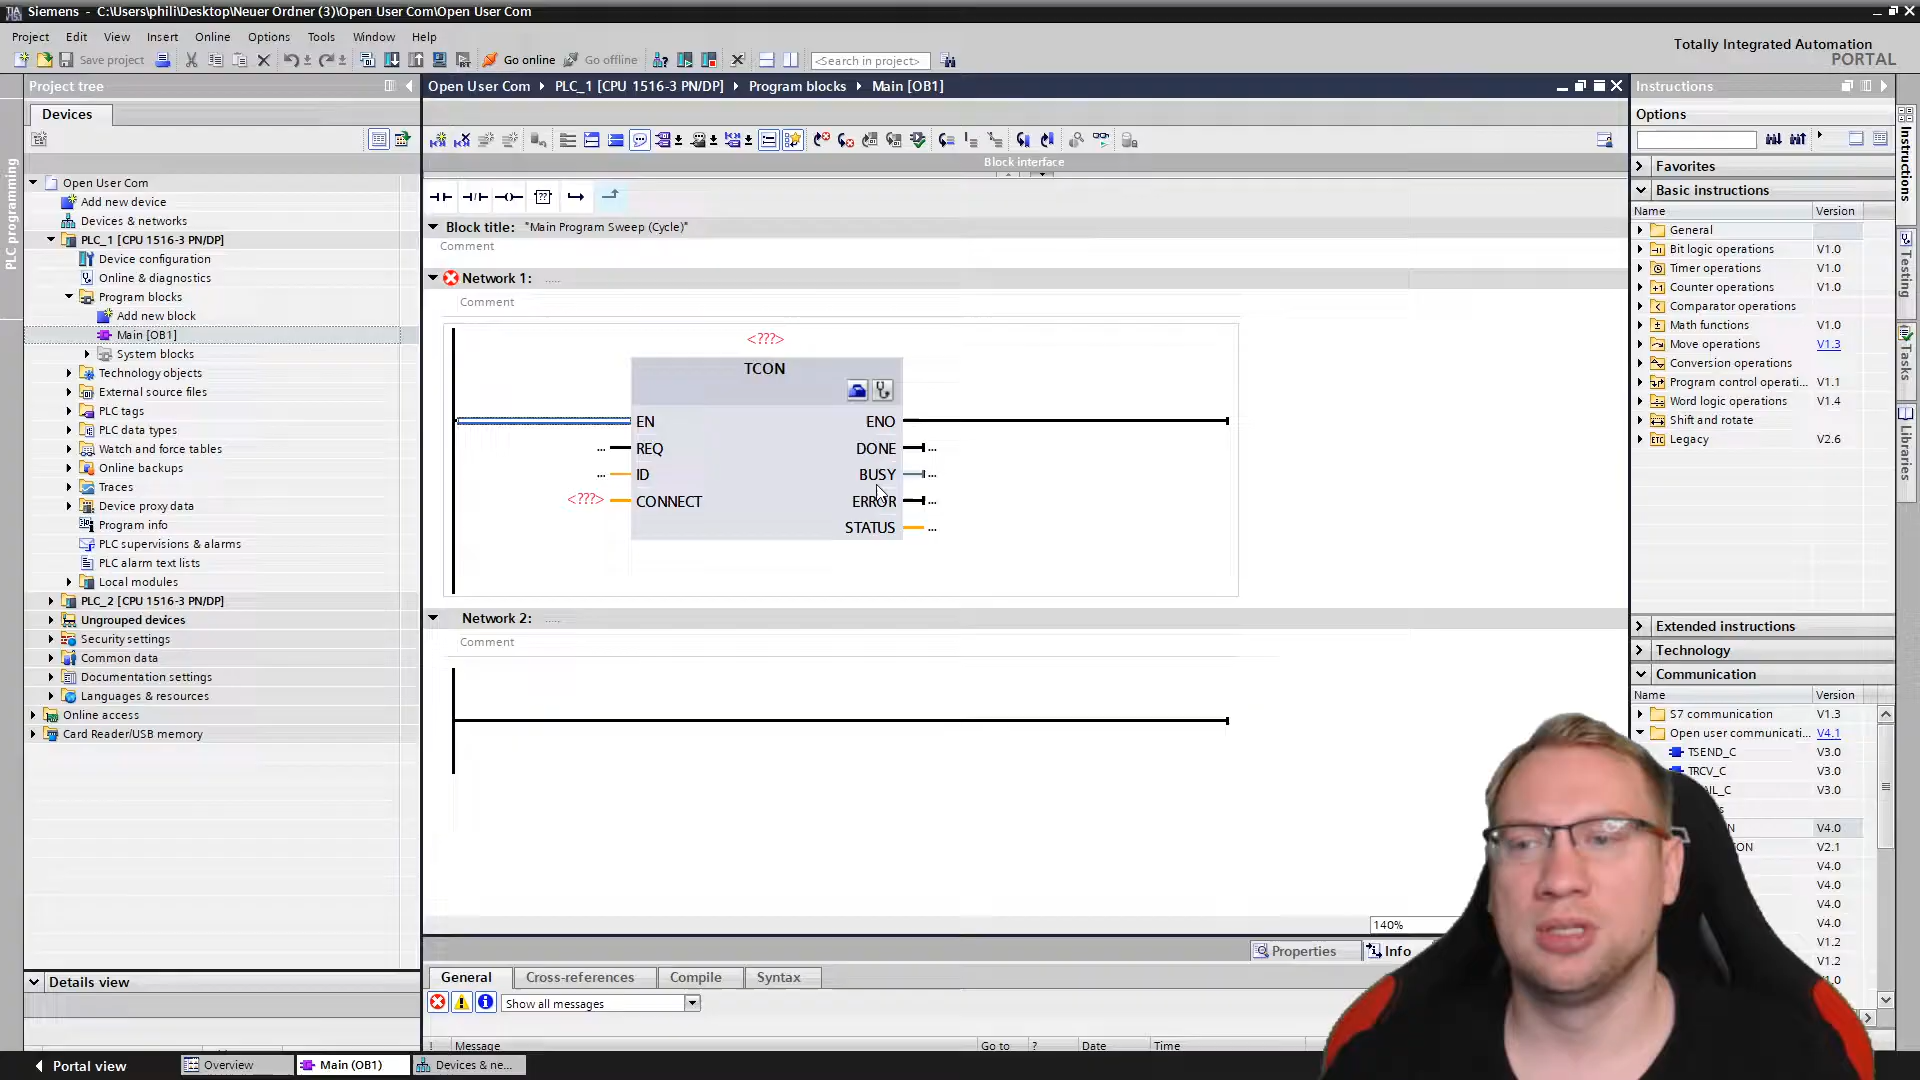 Siemens - C:\Users\phili\Desktop\Neuer Ordner (3)\Open User Com\Open User Com
Project Edit View Insert Online Options Tools Window Help
Totally Integrated Automation
PORTAL
Save project
Go online
Go offline
<Search in project>
Project tree
Open User Com PLC_1 [CPU 1516-3 PN/DP] Program blocks Main [OB1]
Instructions
Devices
Options
Block interface
PLC programming
Open User Com
Add new device
Devices & networks
PLC_1 [CPU 1516-3 PN/DP]
Device configuration
Online & diagnostics
Program blocks
Add new block
Main [OB1]
System blocks
Technology objects
External source files
PLC tags
PLC data types
Watch and force tables
Online backups
Traces
Device proxy data
Program info
PLC supervisions & alarms
PLC alarm text lists
Local modules
PLC_2 [CPU 1516-3 PN/DP]
Ungrouped devices
Security settings
Common data
Documentation settings
Languages & resources
Online access
Card Reader/USB memory
Details view
Block title: "Main Program Sweep (Cycle)"
Comment
Network 1: .....
Comment
<???>
TCON
EN ENO
... REQ DONE ...
... ID BUSY ...
<???> CONNECT ERROR ...
STATUS ...
Network 2: .....
Comment
140%
Properties
Info
General Cross-references Compile Syntax
Show all messages
! Message Go to ? Date Time
Favorites
Basic instructions
Name Version
General
Bit logic operations V1.0
Timer operations V1.0
Counter operations V1.0
Comparator operations
Math functions V1.0
Move operations V1.3
Conversion operations
Program control operati... V1.1
Word logic operations V1.4
Shift and rotate
Legacy V2.6
Extended instructions
Technology
Communication
Name Version
S7 communication V1.3
Open user communicati... V4.1
TSEND_C V3.0
TRCV_C V3.0
V3.0
V4.0
V2.1
V4.0
V4.0
V4.0
V4.0
V1.2
V1.2
Instructions
Testing
Tasks
Libraries
Portal view
Overview
Main (OB1)
Devices & ne...